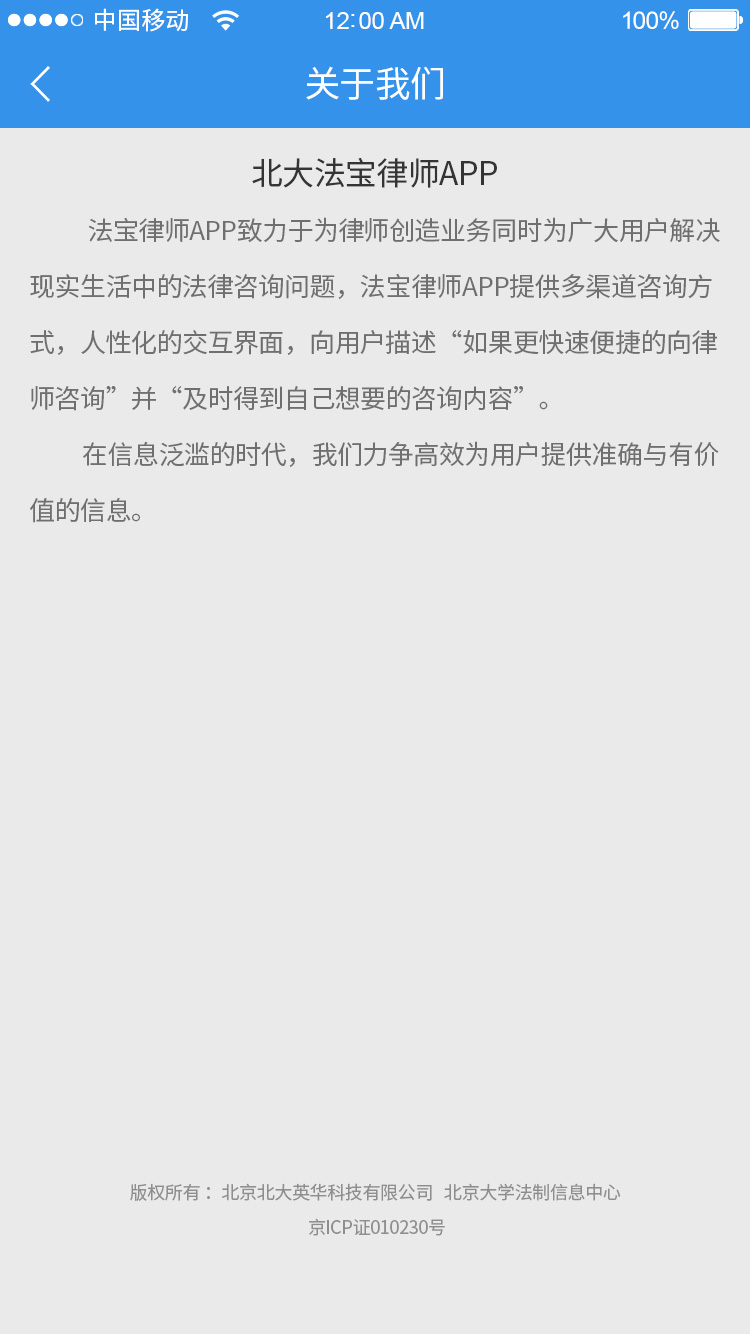 中国移动 12:00 AM 100%
关于我们
北大法宝律师APP
法宝律师APP致力于为律师创造业务同时为广大用户解决
现实生活中的法律咨询问题，法宝律师APP提供多渠道咨询方
式，人性化的交互界面，向用户描述“如果更快速便捷的向律
师咨询”并“及时得到自己想要的咨询内容”。
在信息泛滥的时代，我们力争高效为用户提供准确与有价
值的信息。
版权所有：北京北大英华科技有限公司 北京大学法制信息中心
京ICP证010230号